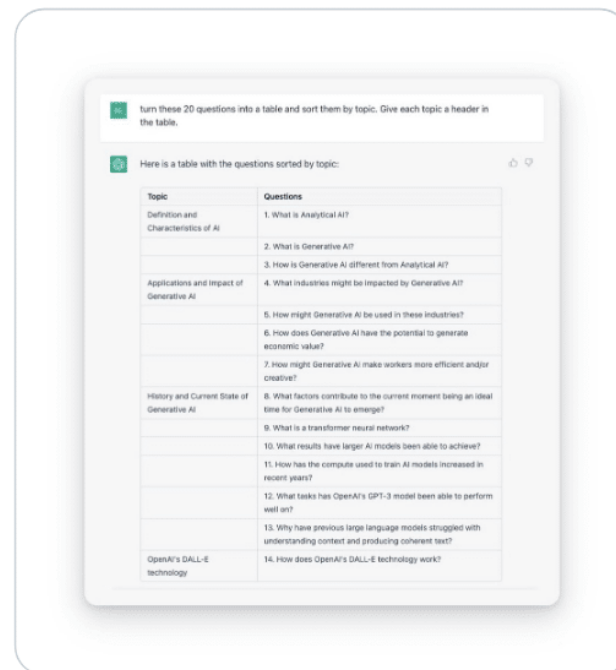 turn these 20 questions into a table and sort them by topic. Give each topic a header in
the table.
Here is a table with the questions sorted by topic:
Topic Questions
Definition and 1. What is Analytical AI?
Characteristics of AI
2. What is Generative AI?
3. How is Generative AI different from Analytical AI?
Applications and Impact of 4. What industries might be impacted by Generative AI?
Generative AI
5. How might Generative AI be used in these industries?
6. How does Generative AI have the potential to generate
economic value?
7. How might Generative AI make workers more efficient and/or
creative?
History and Current State of 8. What factors contribute to the current moment being an ideal
Generative AI time for Generative AI to emerge?
9. What is a transformer neural network?
10. What results have larger AI models been able to achieve?
11. How has the compute used to train AI models increased in
recent years?
12. What tasks has OpenAI's GPT-3 model been able to perform
well on?
13. Why have previous large language models struggled with
understanding context and producing coherent text?
OpenAI's DALL-E 14. How does OpenAI's DALL-E technology work?
technology